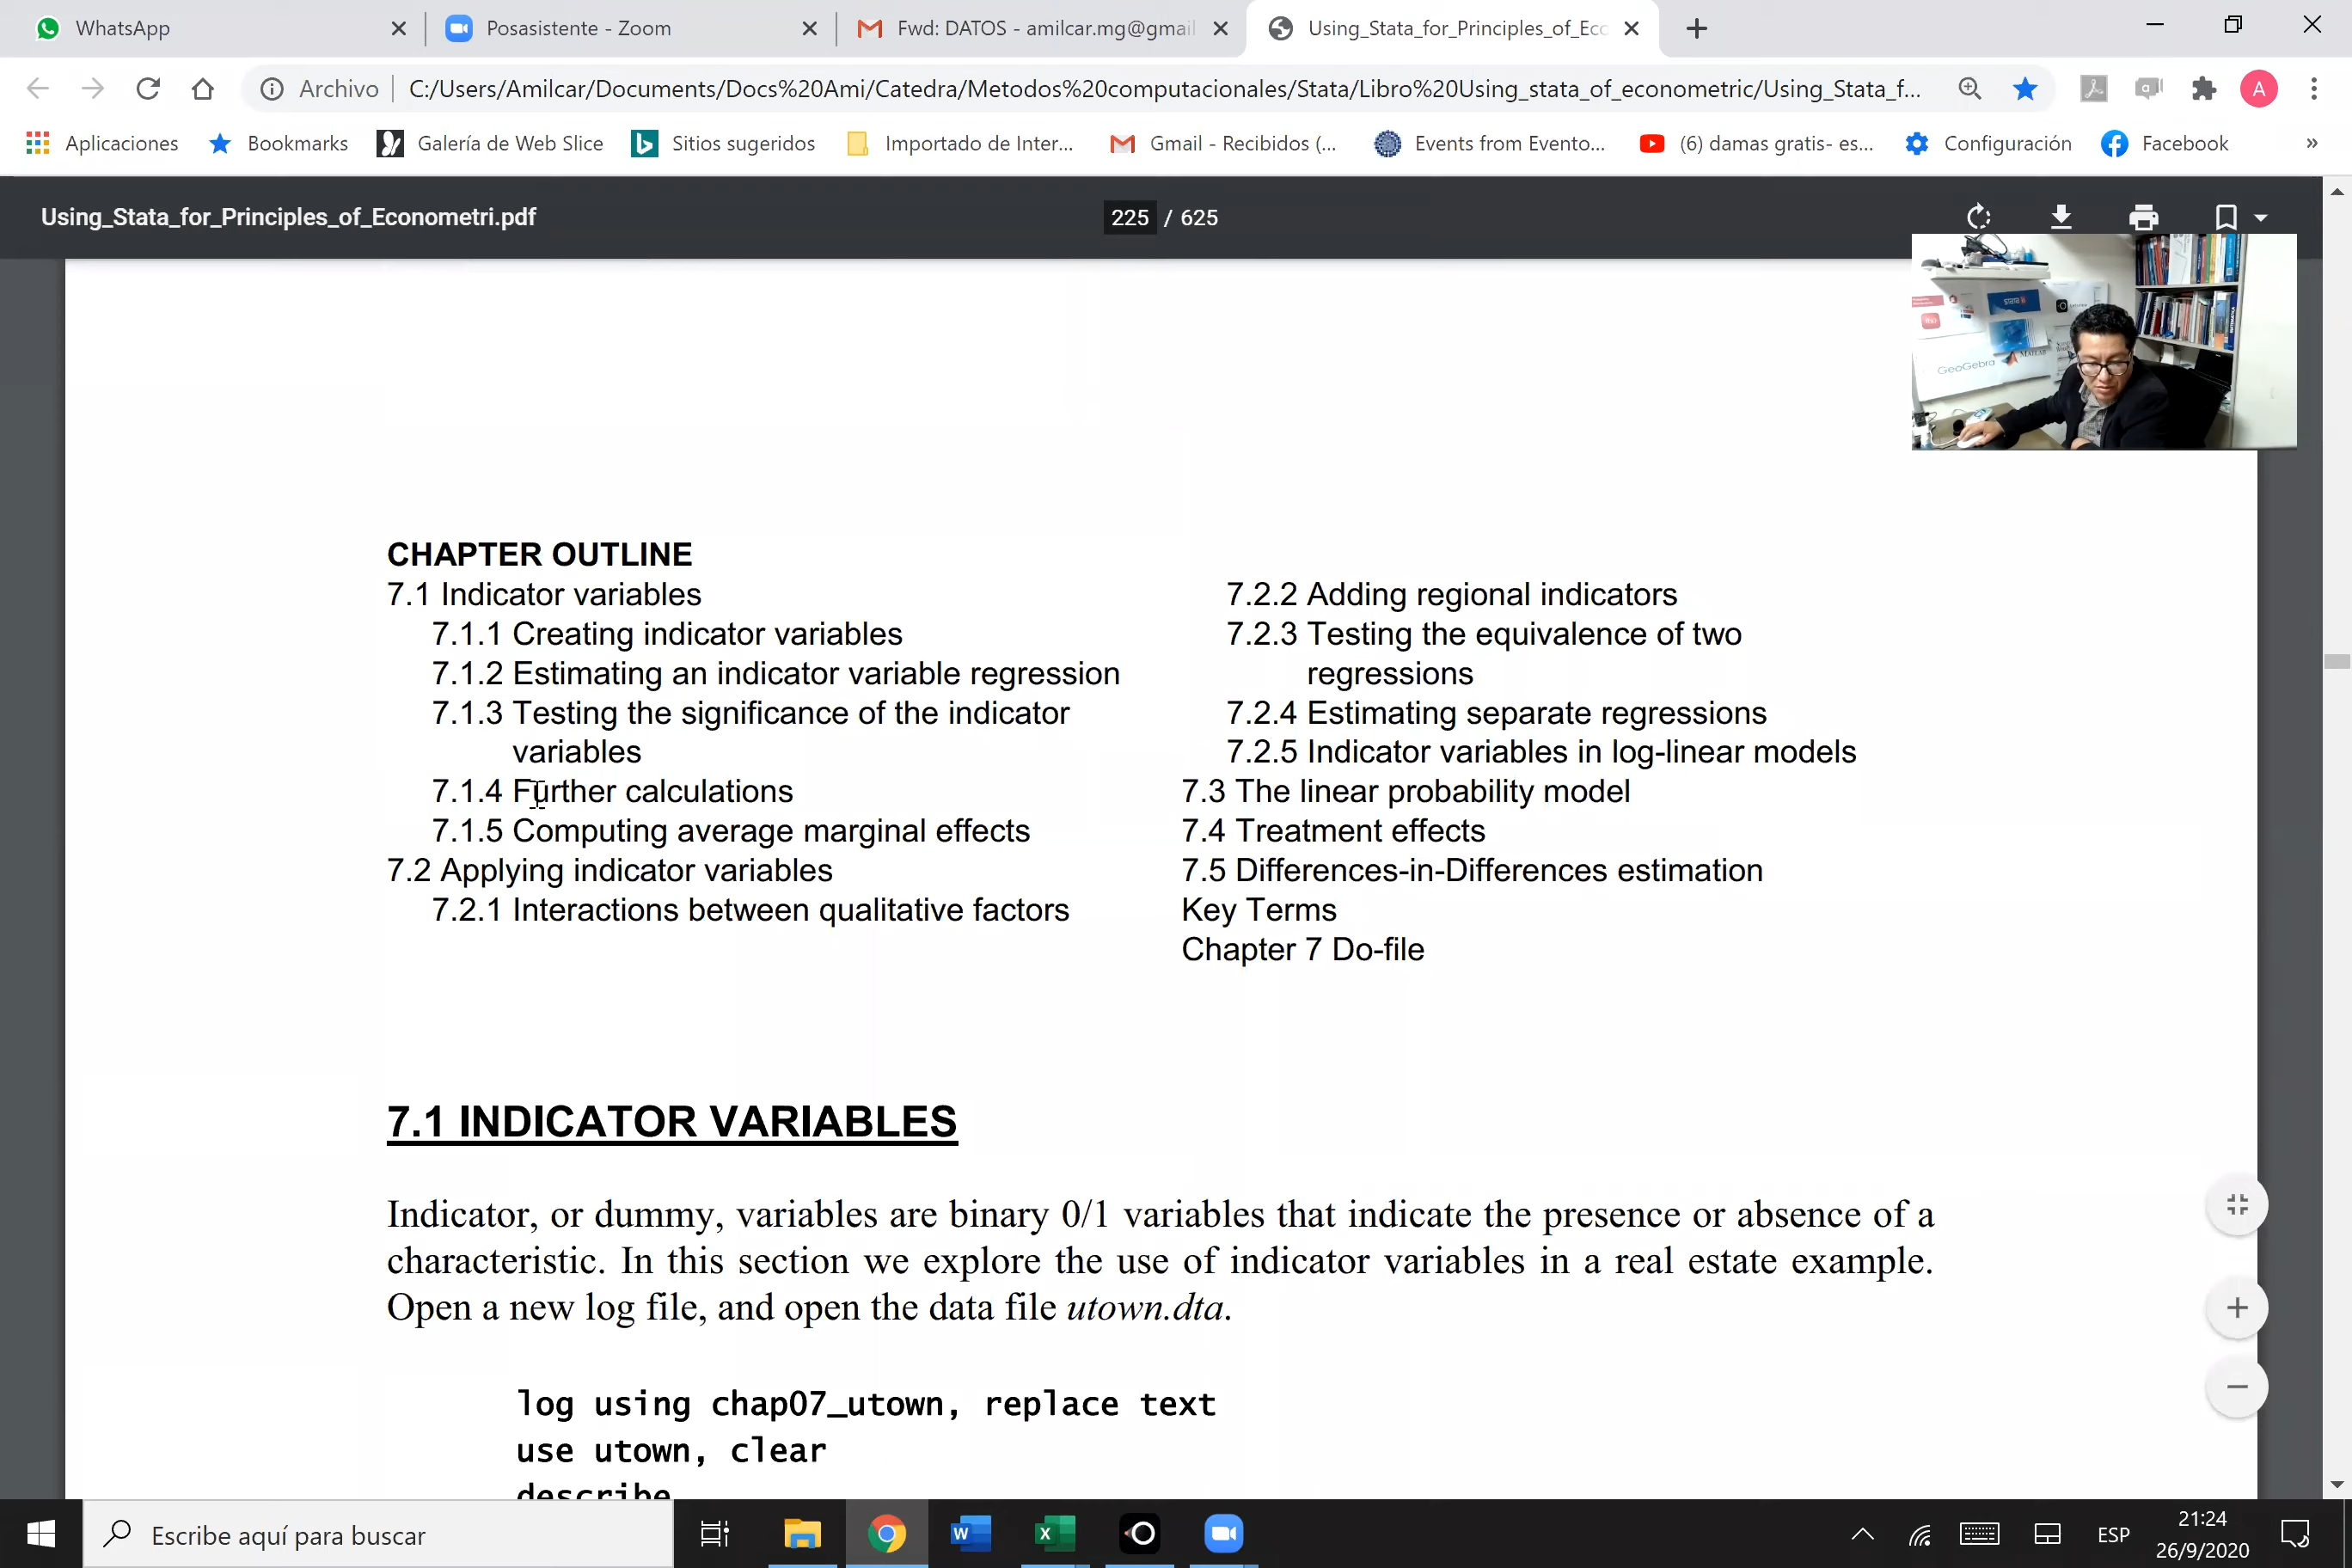 WhatsApp
Posasistente - Zoom
Fwd: DATOS - amilcar.mg@gmail
Using_Stata_for_Principles_of_Ecc
Archivo
C:/Users/Amilcar/Documents/Docs%20Ami/Catedra/Metodos%20computacionales/Stata/Libro%20Using_stata_of_econometric/Using_Stata_f...
A
Aplicaciones
Bookmarks
Galería de Web Slice
Sitios sugeridos
Importado de Inter...
Gmail - Recibidos (...
Events from Evento...
(6) damas gratis- es...
Configuración
Facebook
»
Using_Stata_for_Principles_of_Econometri.pdf
225 / 625
STATA
GeoGebra
MATLAB
CHAPTER OUTLINE
7.1 Indicator variables
7.1.1 Creating indicator variables
7.1.2 Estimating an indicator variable regression
7.1.3 Testing the significance of the indicator
variables
7.1.4 Further calculations
7.1.5 Computing average marginal effects
7.2 Applying indicator variables
7.2.1 Interactions between qualitative factors
7.2.2 Adding regional indicators
7.2.3 Testing the equivalence of two
regressions
7.2.4 Estimating separate regressions
7.2.5 Indicator variables in log-linear models
7.3 The linear probability model
7.4 Treatment effects
7.5 Differences-in-Differences estimation
Key Terms
Chapter 7 Do-file
7.1 INDICATOR VARIABLES
Indicator, or dummy, variables are binary 0/1 variables that indicate the presence or absence of a
characteristic. In this section we explore the use of indicator variables in a real estate example.
Open a new log file, and open the data file utown.dta.
log using chap07_utown, replace text
use utown, clear
describe
Escribe aquí para buscar
ESP
21:24
26/9/2020